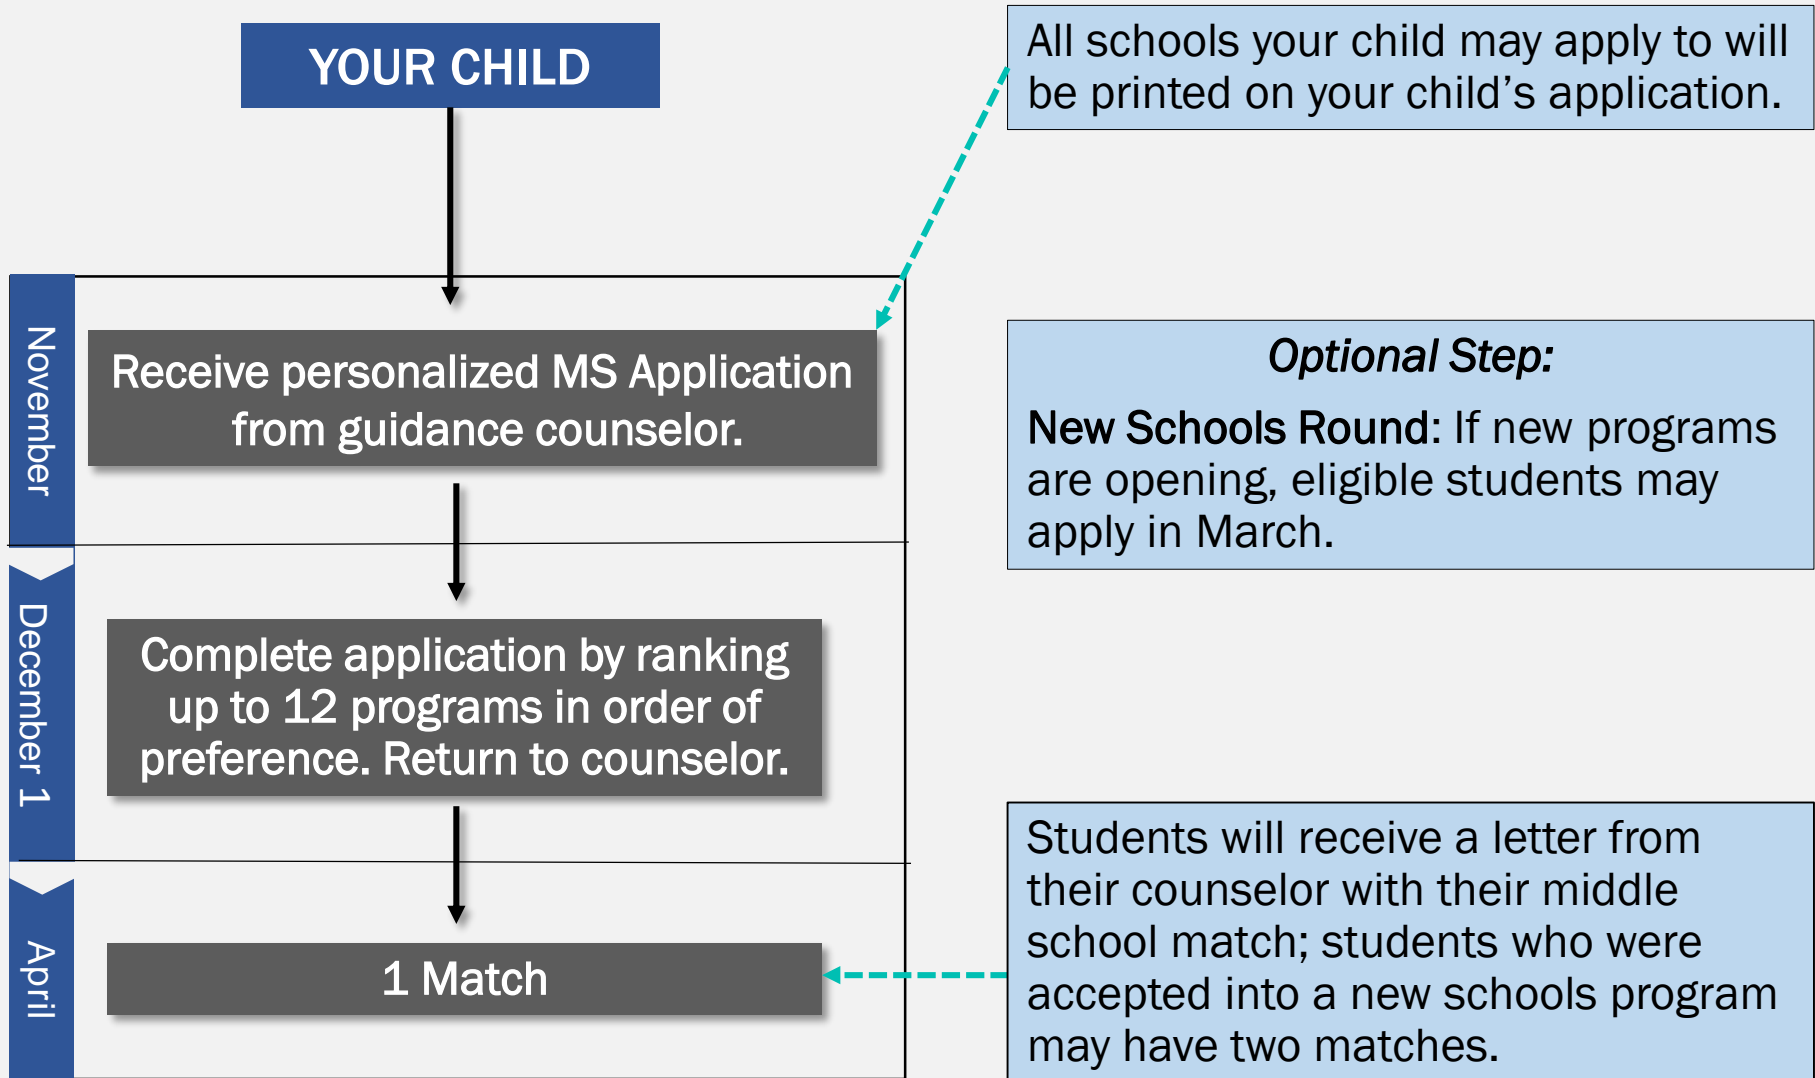 YOUR CHILD
All schools your child may apply to will
be printed on your child’s application.
November
Receive personalized MS Application
from guidance counselor.
Optional Step:
New Schools Round: If new programs
are opening, eligible students may
apply in March.
December 1
Complete application by ranking
up to 12 programs in order of
preference. Return to counselor.
April
1 Match
Students will receive a letter from
their counselor with their middle
school match; students who were
accepted into a new schools program
may have two matches.